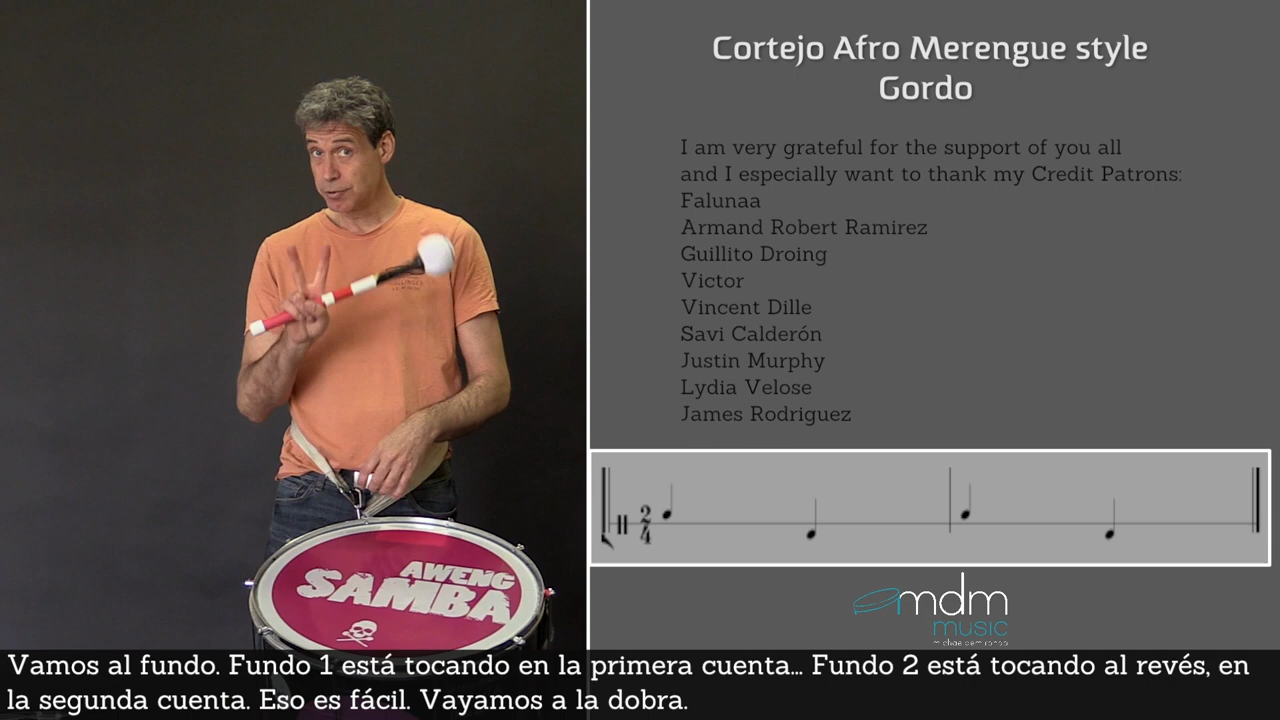 Cortejo Afro Merengue style
Gordo
I am very grateful for the support of you all
and I especially want to thank my Credit Patrons:
Falunaa
Armand Robert Ramirez
Guillito Droing
Victor
Vincent Dille
Savi Calderón
Justin Murphy
Lydia Velose
James Rodriguez
2
4
AWENG
SAMBA
mdm
music
Vamos al fundo. Fundo 1 está tocando en la primera cuenta... Fundo 2 está tocando al revés, en
la segunda cuenta. Eso es fácil. Vayamos a la dobra.